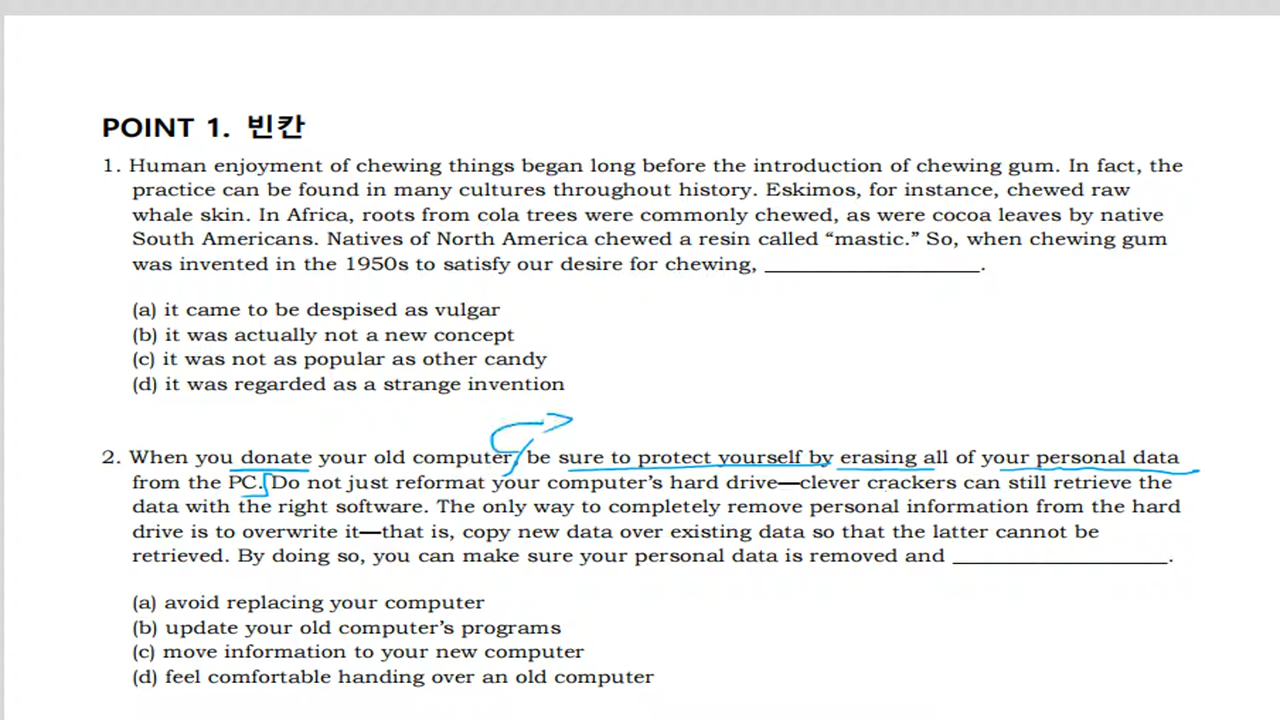 POINT 1. 빈칸
1. Human enjoyment of chewing things began long before the introduction of chewing gum. In fact, the
practice can be found in many cultures throughout history. Eskimos, for instance, chewed raw
whale skin. In Africa, roots from cola trees were commonly chewed, as were cocoa leaves by native
South Americans. Natives of North America chewed a resin called “mastic.” So, when chewing gum
was invented in the 1950s to satisfy our desire for chewing, ____________________.
(a) it came to be despised as vulgar
(b) it was actually not a new concept
(c) it was not as popular as other candy
(d) it was regarded as a strange invention
2. When you donate your old computer, be sure to protect yourself by erasing all of your personal data
from the PC. Do not just reformat your computer’s hard drive—clever crackers can still retrieve the
data with the right software. The only way to completely remove personal information from the hard
drive is to overwrite it—that is, copy new data over existing data so that the latter cannot be
retrieved. By doing so, you can make sure your personal data is removed and ____________________.
(a) avoid replacing your computer
(b) update your old computer’s programs
(c) move information to your new computer
(d) feel comfortable handing over an old computer